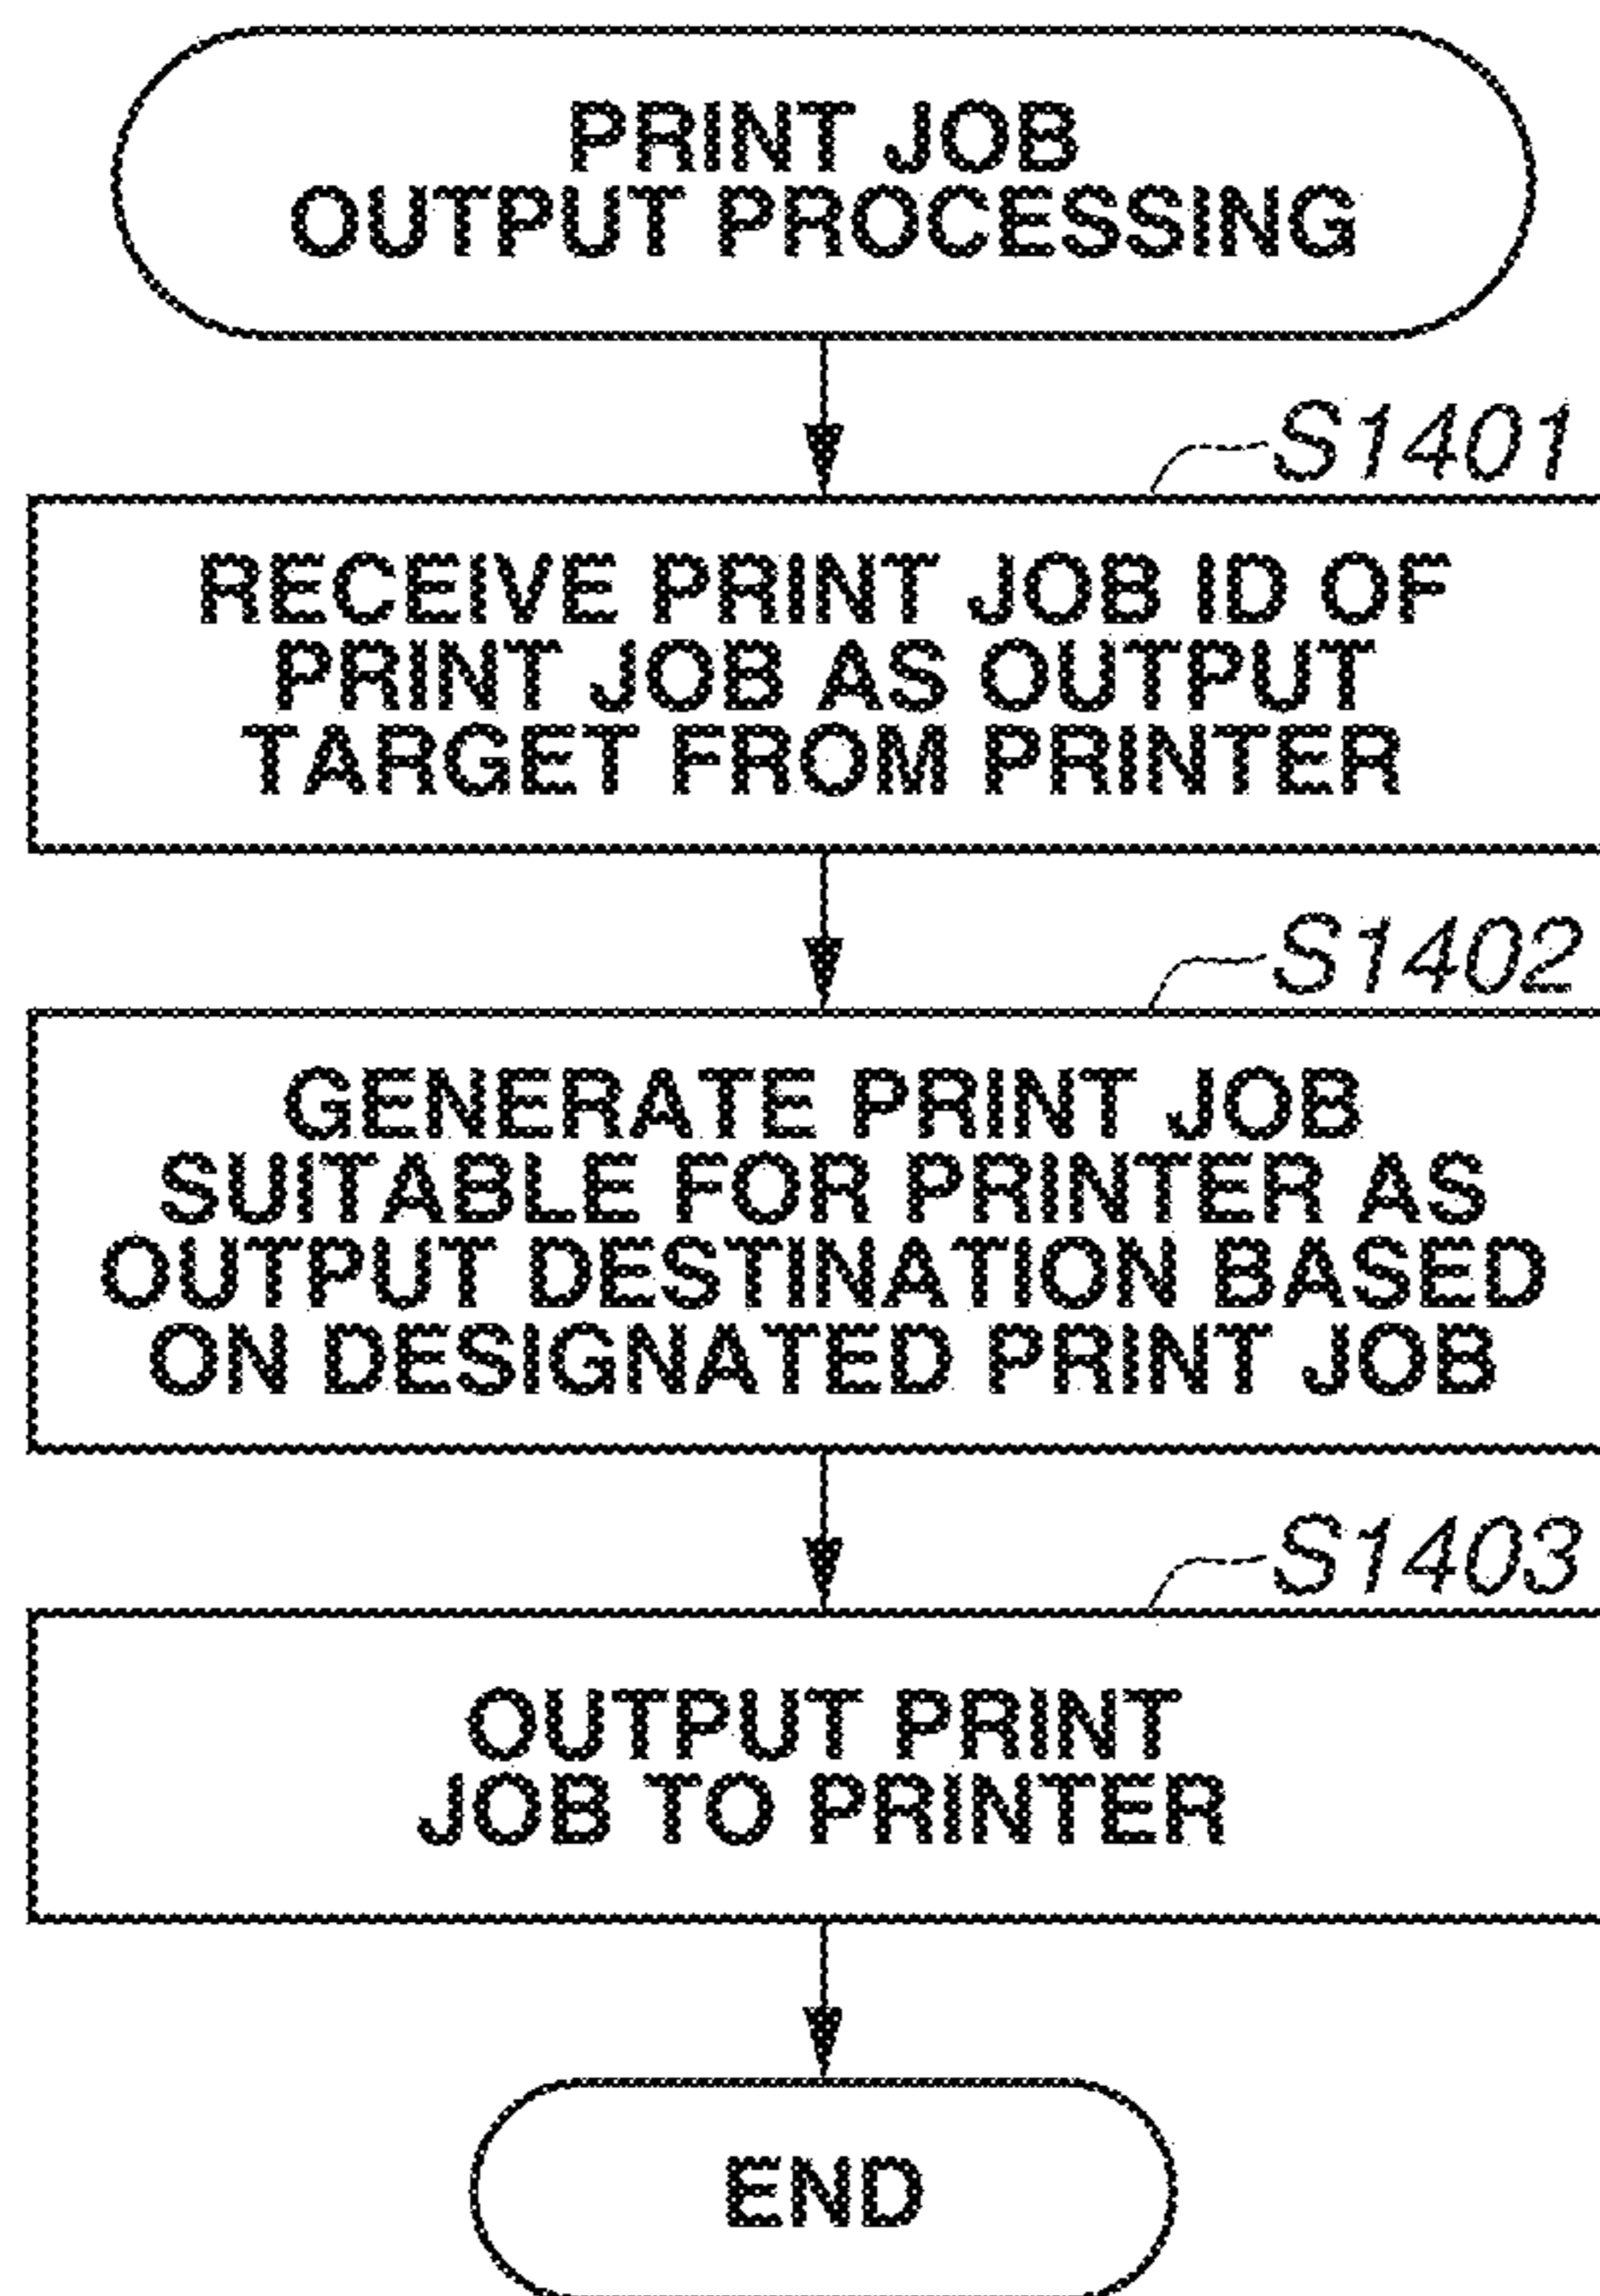 PRINT JOB
OUTPUT PROCESSING
S1401
RECEIVE PRINT JOB ID OF
PRINT JOB AS OUTPUT
TARGET FROM PRINTER
S1402
GENERATE PRINT JOB
SUITABLE FOR PRINTER AS
OUTPUT DESTINATION BASED
ON DESIGNATED PRINT JOB
S1403
OUTPUT PRINT
JOB TO PRINTER
END